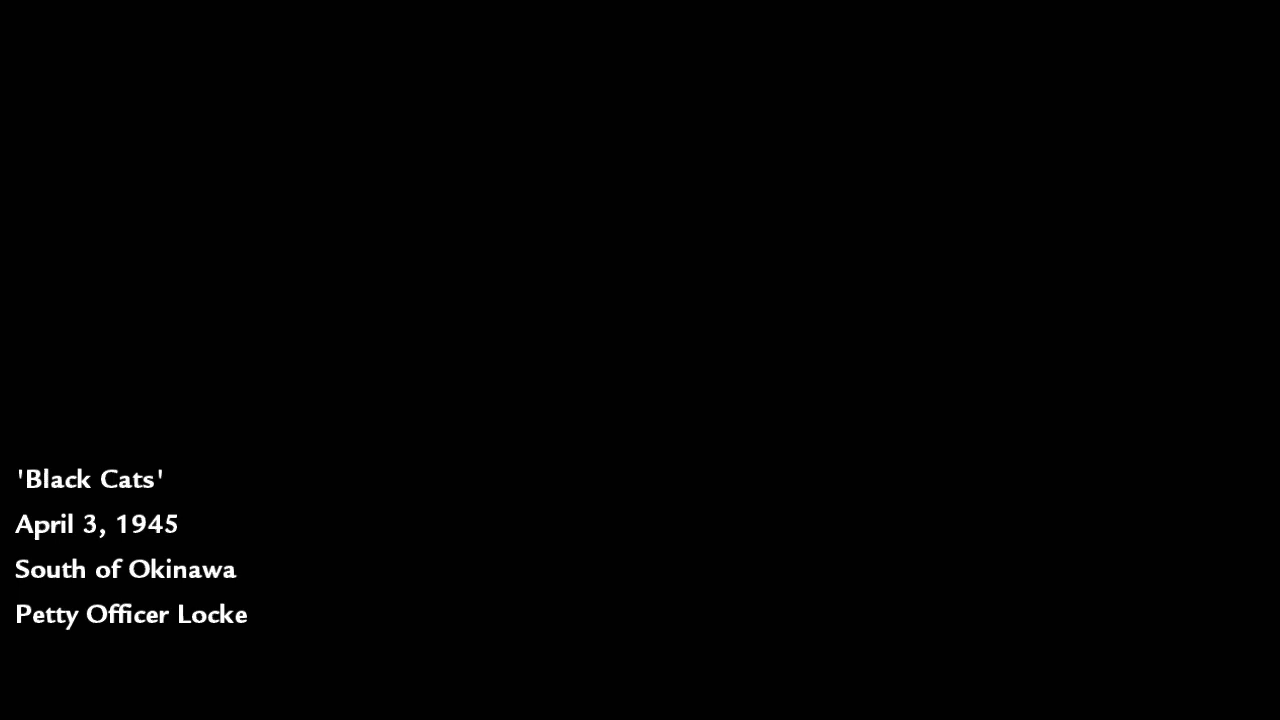 'Black Cats'
April 3, 1945
South of Okinawa
Petty Officer Locke